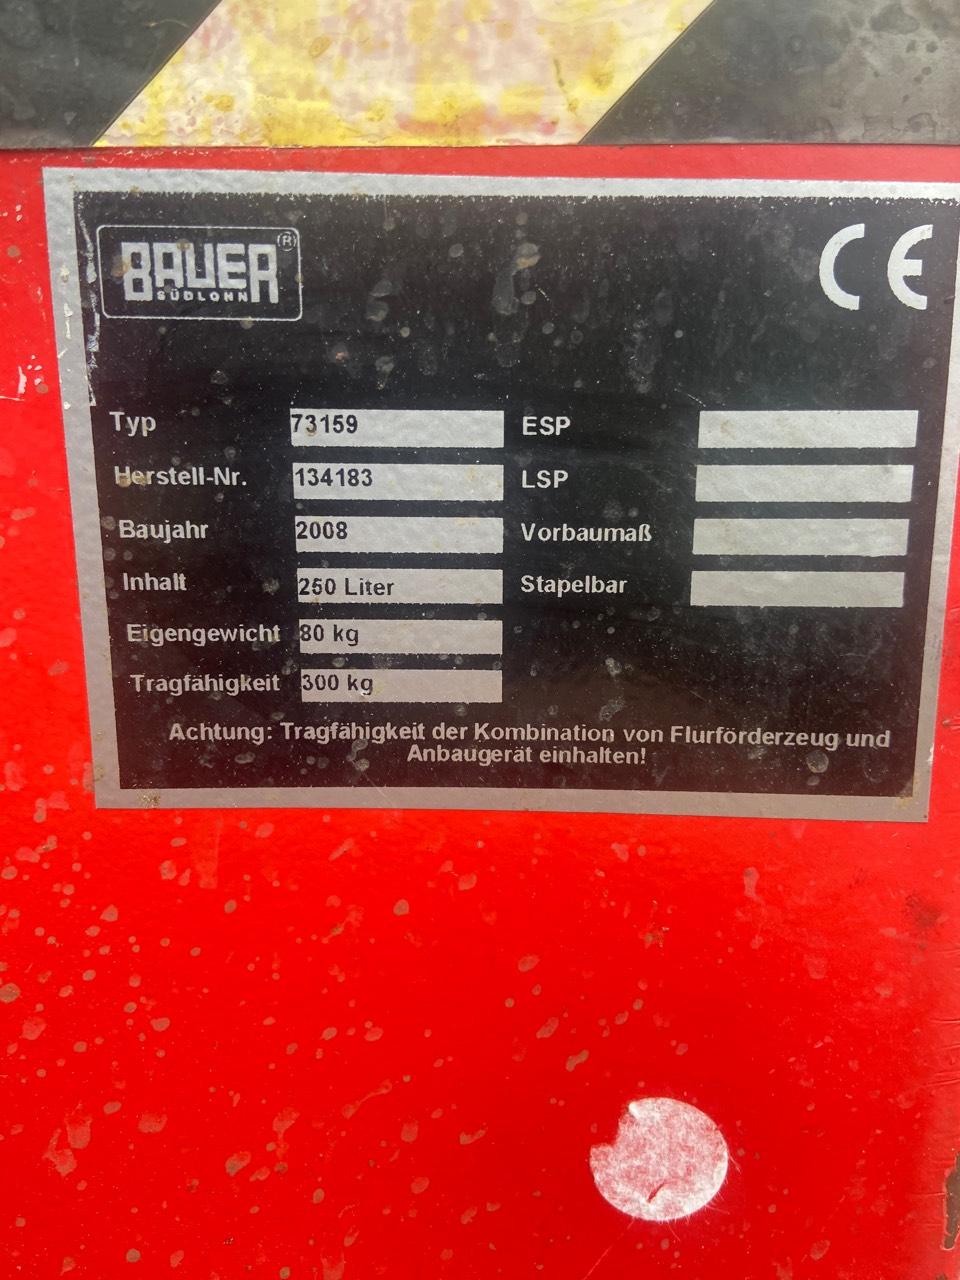 BAUER®
SÜDLOHN
CE
Typ 73159 ESP
Herstell-Nr. 134183 LSP
Baujahr 2008 Vorbaumaß
Inhalt 250 Liter Stapelbar
Eigengewicht 80 kg
Tragfähigkeit 300 kg
Achtung: Tragfähigkeit der Kombination von Flurförderzeug und
Anbaugerät einhalten!